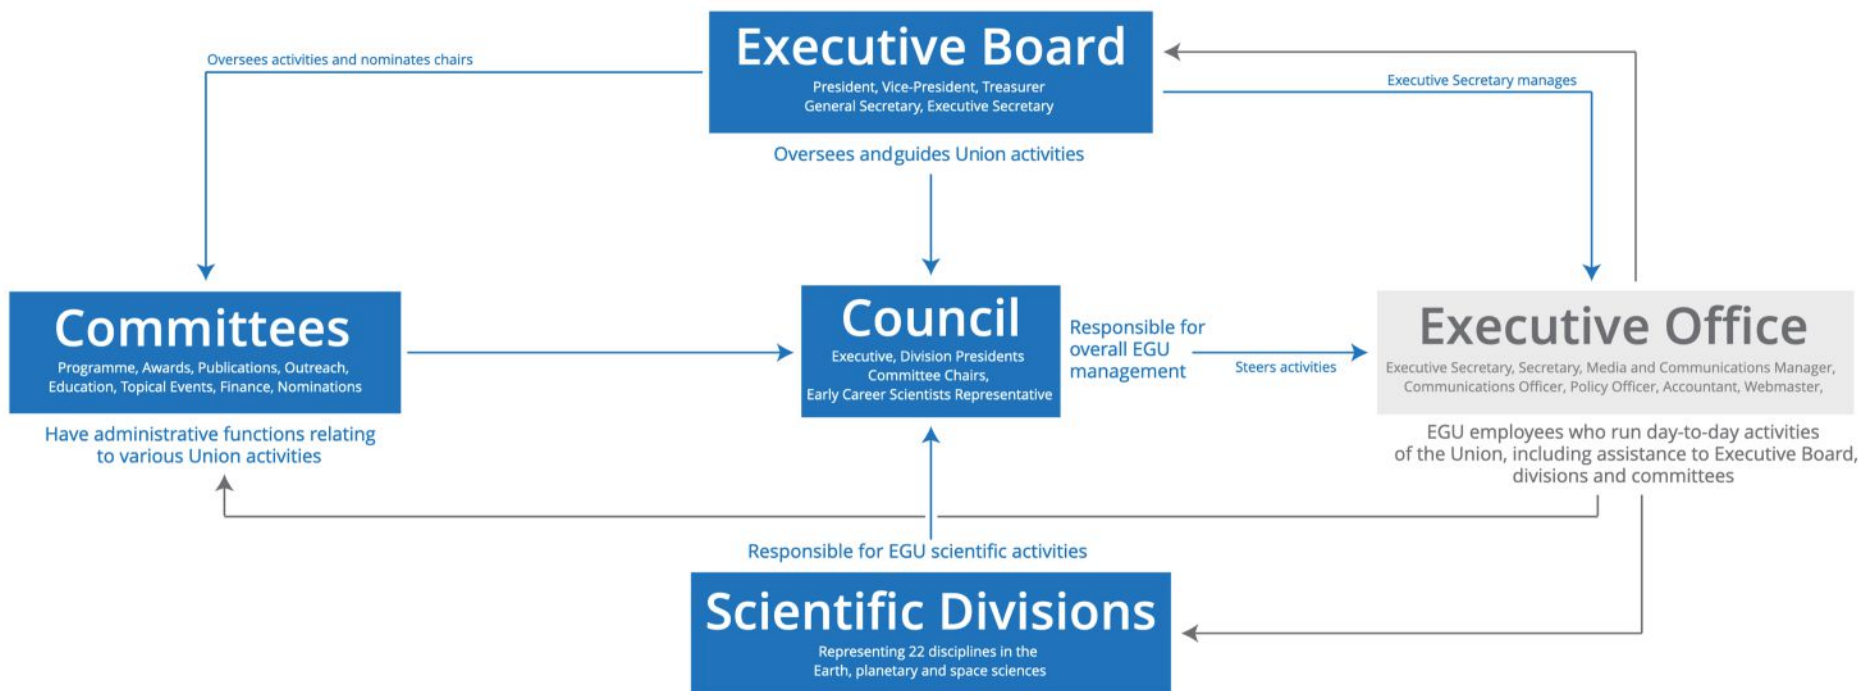 Executive Board
President, Vice-President, Treasurer
General Secretary, Executive Secretary
Oversees activities and nominates chairs
Executive Secretary manages
Oversees andguides Union activities
Committees
Programme, Awards, Publications, Outreach,
Education, Topical Events, Finance, Nominations
Have administrative functions relating
to various Union activities
Council
Executive, Division Presidents
Committee Chairs,
Early Career Scientists Representative
Responsible for
overall EGU
management
Steers activities
Executive Office
Executive Secretary, Secretary, Media and Communications Manager,
Communications Officer, Policy Officer, Accountant, Webmaster,
EGU employees who run day-to-day activities
of the Union, including assistance to Executive Board,
divisions and committees
Responsible for EGU scientific activities
Scientific Divisions
Representing 22 disciplines in the
Earth, planetary and space sciences